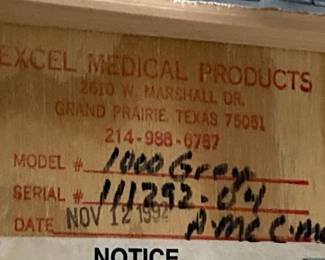 EXCEL MEDICAL PRODUCTS
2610 W. MARSHALL DR.
GRAND PRAIRIE, TEXAS 75051
214-988-6767
MODEL # 1000 Grey
SERIAL # 111292-04
DATE NOV 12 1992
NOTICE